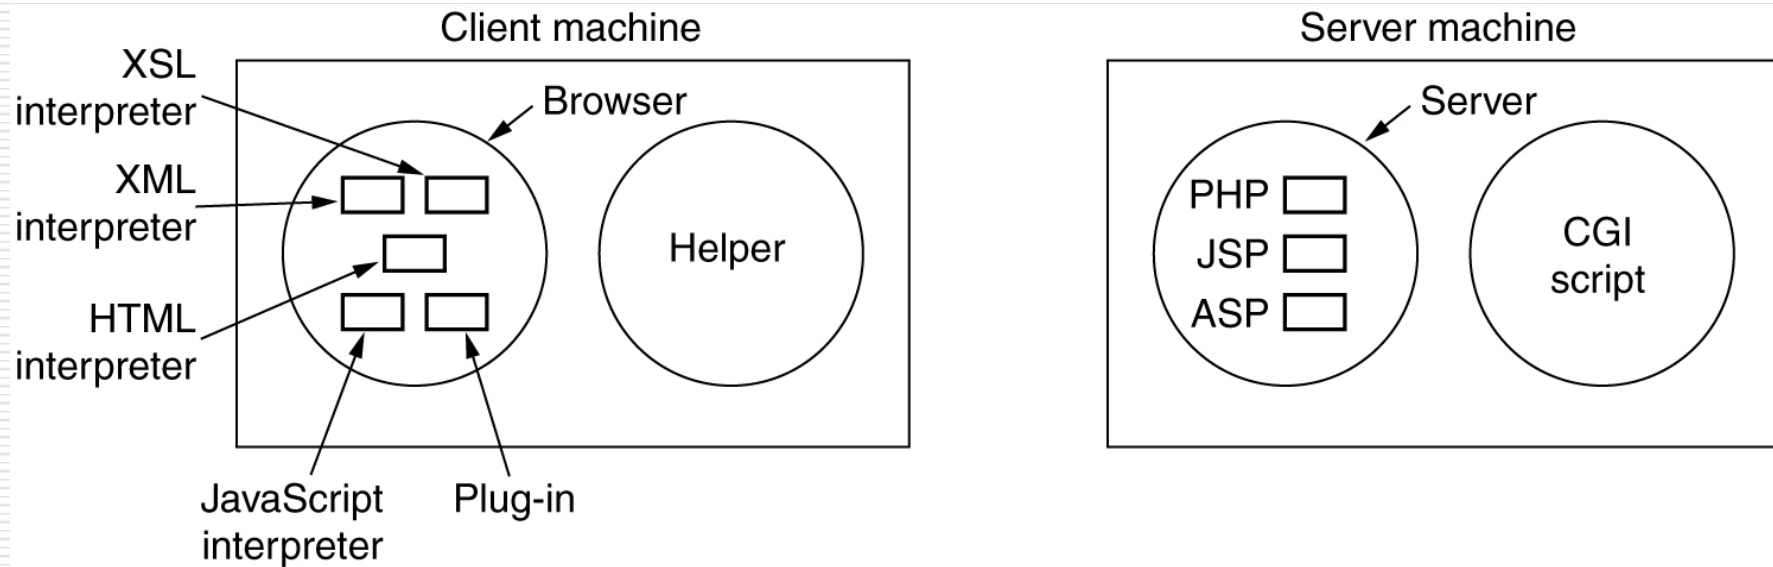 Client machine
Server machine
XSL
interpreter
Browser
Server
XML
interpreter
PHP
Helper
CGI
script
JSP
HTML
interpreter
ASP
JavaScript
interpreter
Plug-in